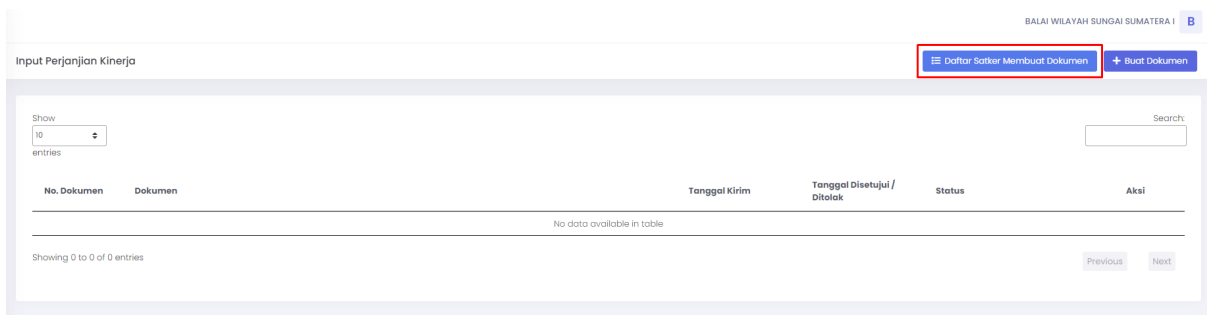 BALAI WILAYAH SUNGAI SUMATERA I B
Input Perjanjian Kinerja
Daftar Satker Membuat Dokumen
+ Buat Dokumen
Show
10
entries
Search:
No. Dokumen Dokumen Tanggal Kirim Tanggal Disetujui / Ditolak Status Aksi
No data available in table
Showing 0 to 0 of 0 entries
Previous Next